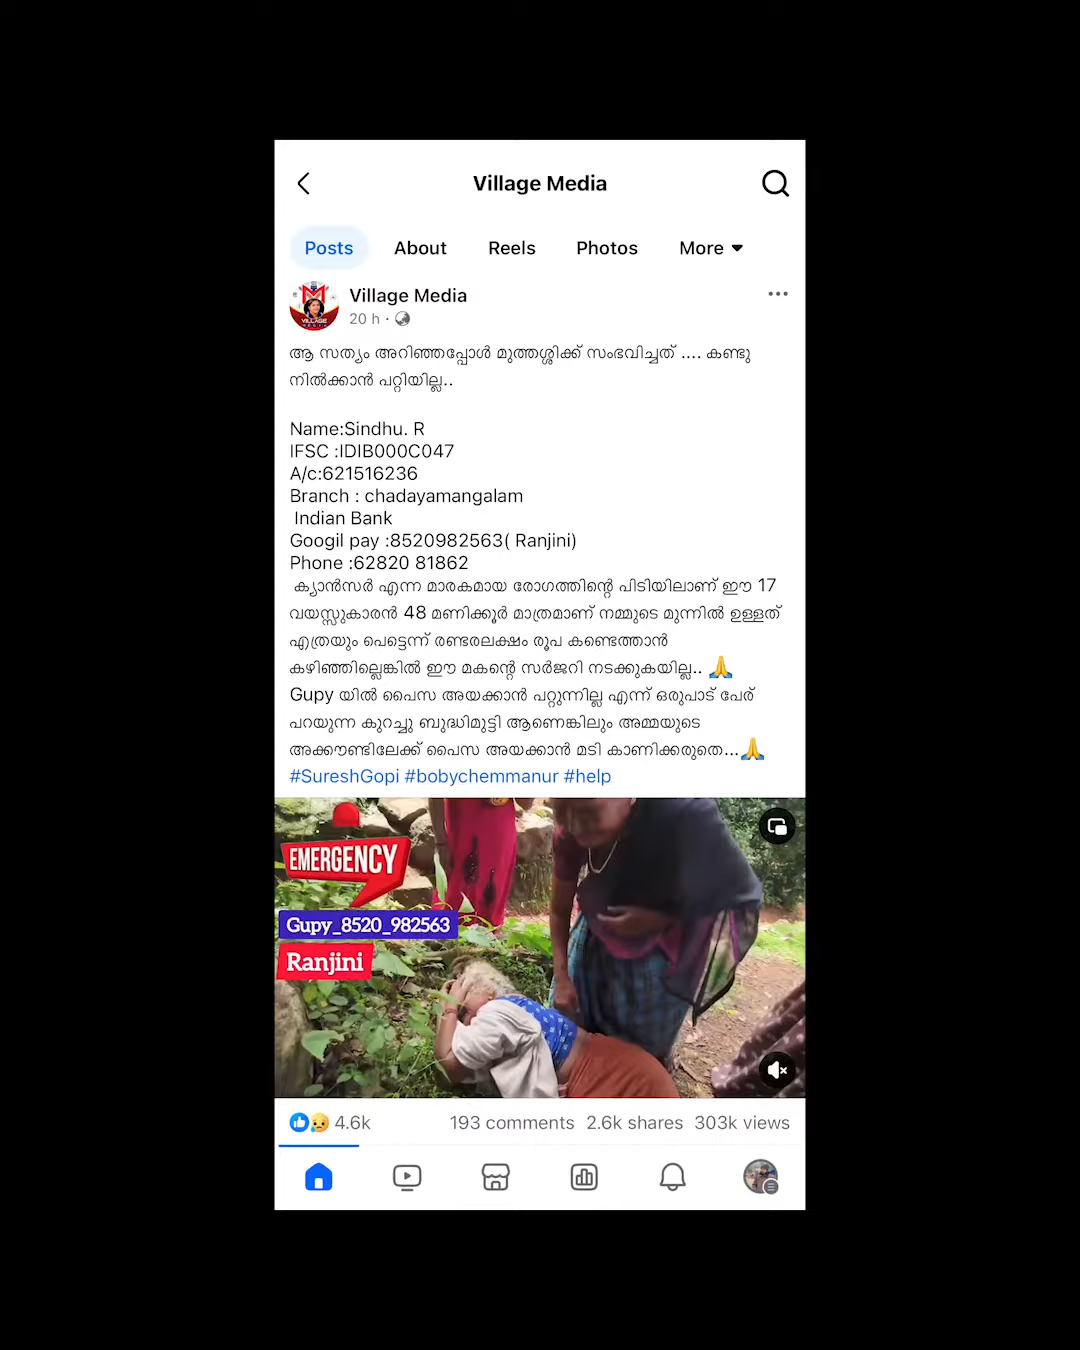 Village Media
Posts About Reels Photos More
Village Media
20 h
ആ സത്യം അറിഞ്ഞപ്പോൾ മുത്തശ്ശിക്ക് സംഭവിച്ചത് .... കണ്ടു
നിൽക്കാൻ പറ്റിയില്ല..
Name:Sindhu. R
IFSC :IDIB000C047
A/c:621516236
Branch : chadayamangalam
Indian Bank
Googil pay :8520982563( Ranjini)
Phone :62820 81862
ക്യാൻസർ എന്ന മാരകമായ രോഗത്തിന്റെ പിടിയിലാണ് ഈ 17
വയസ്സുകാരൻ 48 മണിക്കൂർ മാത്രമാണ് നമ്മുടെ മുന്നിൽ ഉള്ളത്
എത്രയും പെട്ടെന്ന് രണ്ടരലക്ഷം രൂപ കണ്ടെത്താൻ
കഴിഞ്ഞില്ലെങ്കിൽ ഈ മകന്റെ സർജറി നടക്കുകയില്ല.. 🙏
Gupy യിൽ പൈസ അയക്കാൻ പറ്റുന്നില്ല എന്ന് ഒരുപാട് പേര്
പറയുന്ന കുറച്ചു ബുദ്ധിമുട്ടി ആണെങ്കിലും അമ്മയുടെ
അക്കൗണ്ടിലേക്ക് പൈസ അയക്കാൻ മടി കാണിക്കരുതെ...🙏
#SureshGopi #bobychemmanur #help
EMERGENCY
Gupy_8520_982563
Ranjini
4.6k 193 comments 2.6k shares 303k views